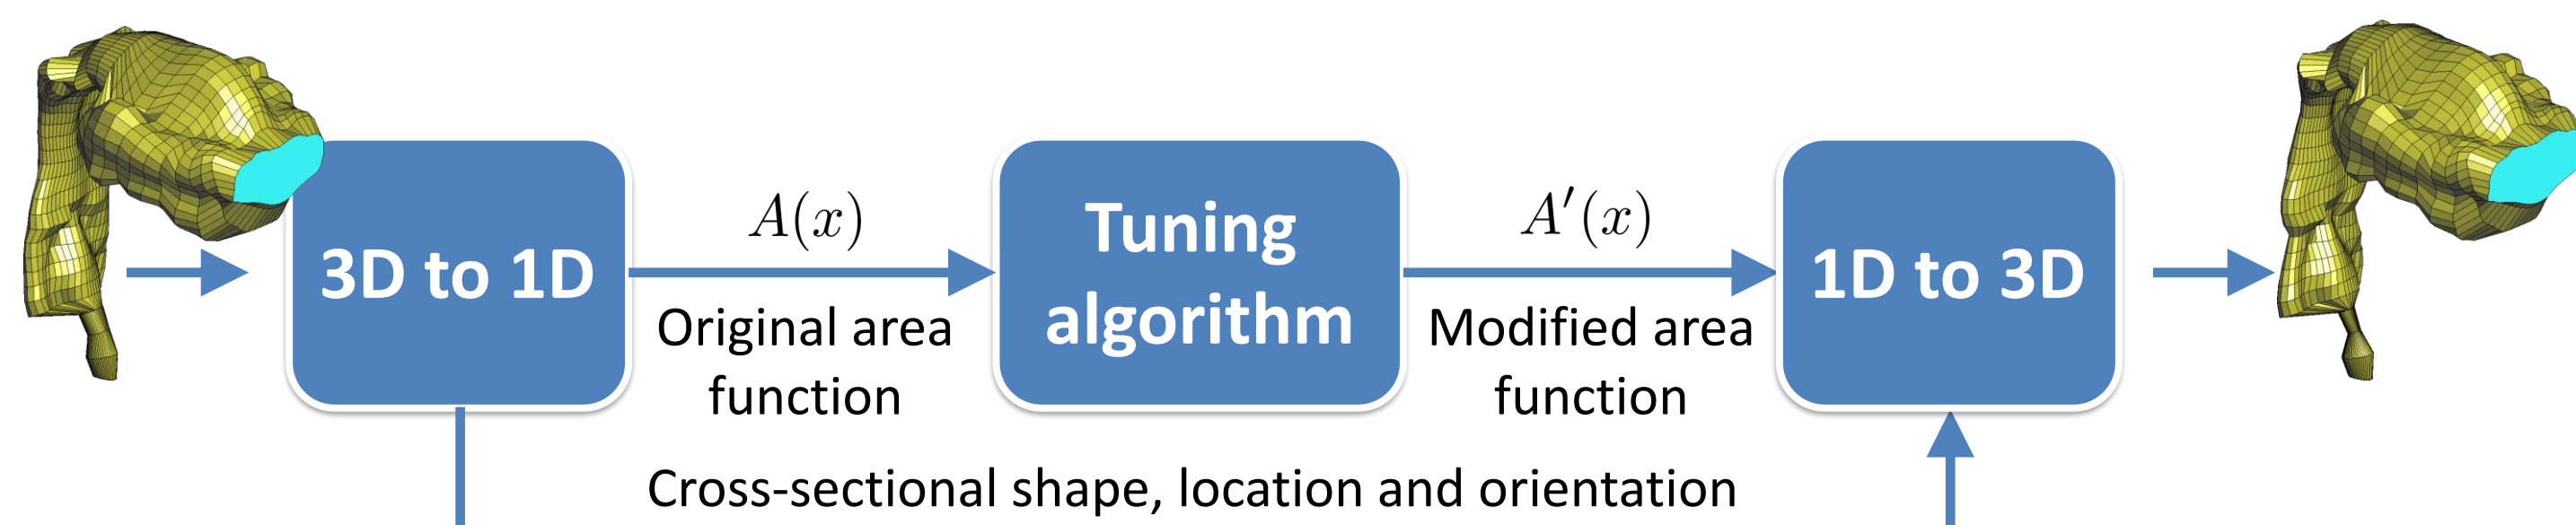 3D to 1D
A(x)
Original area
function
Tuning
algorithm
A′(x)
Modified area
function
1D to 3D
Cross-sectional shape, location and orientation